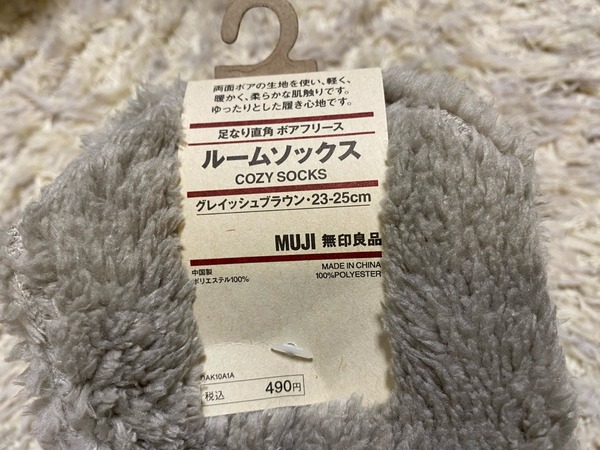 両面ボアの生地を使い、軽く、
暖かく、柔らかな肌触りです。
ゆったりとした履き心地です。
足なり直角 ボアフリース
ルームソックス
COZY SOCKS
グレイッシュブラウン・23-25cm
MUJI 無印良品
中国製
ポリエステル100%
MADE IN CHINA
100%POLYESTER
AK10A1A
税込 490円